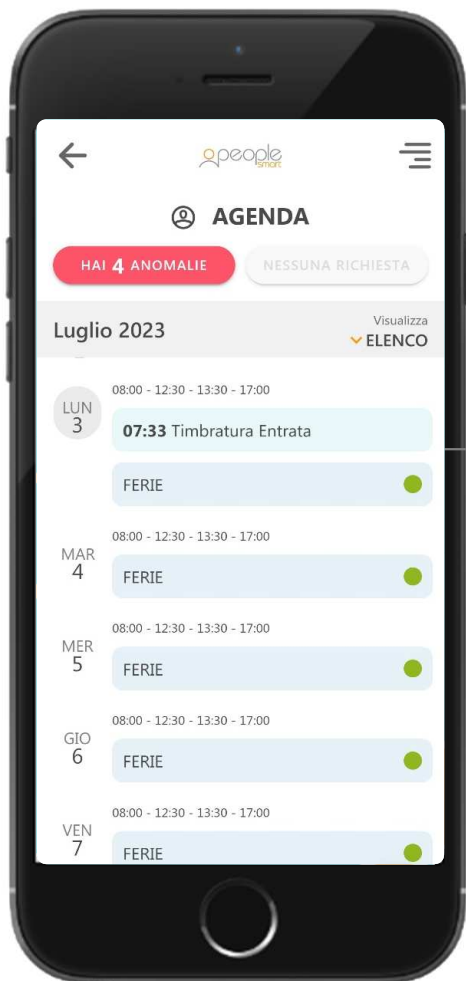 people
smart
AGENDA
HAI 4 ANOMALIE
NESSUNA RICHIESTA
Luglio 2023
Visualizza
ELENCO
08:00 - 12:30 - 13:30 - 17:00
LUN
3
07:33 Timbratura Entrata
FERIE
08:00 - 12:30 - 13:30 - 17:00
MAR
4
FERIE
08:00 - 12:30 - 13:30 - 17:00
MER
5
FERIE
08:00 - 12:30 - 13:30 - 17:00
GIO
6
FERIE
08:00 - 12:30 - 13:30 - 17:00
VEN
7
FERIE